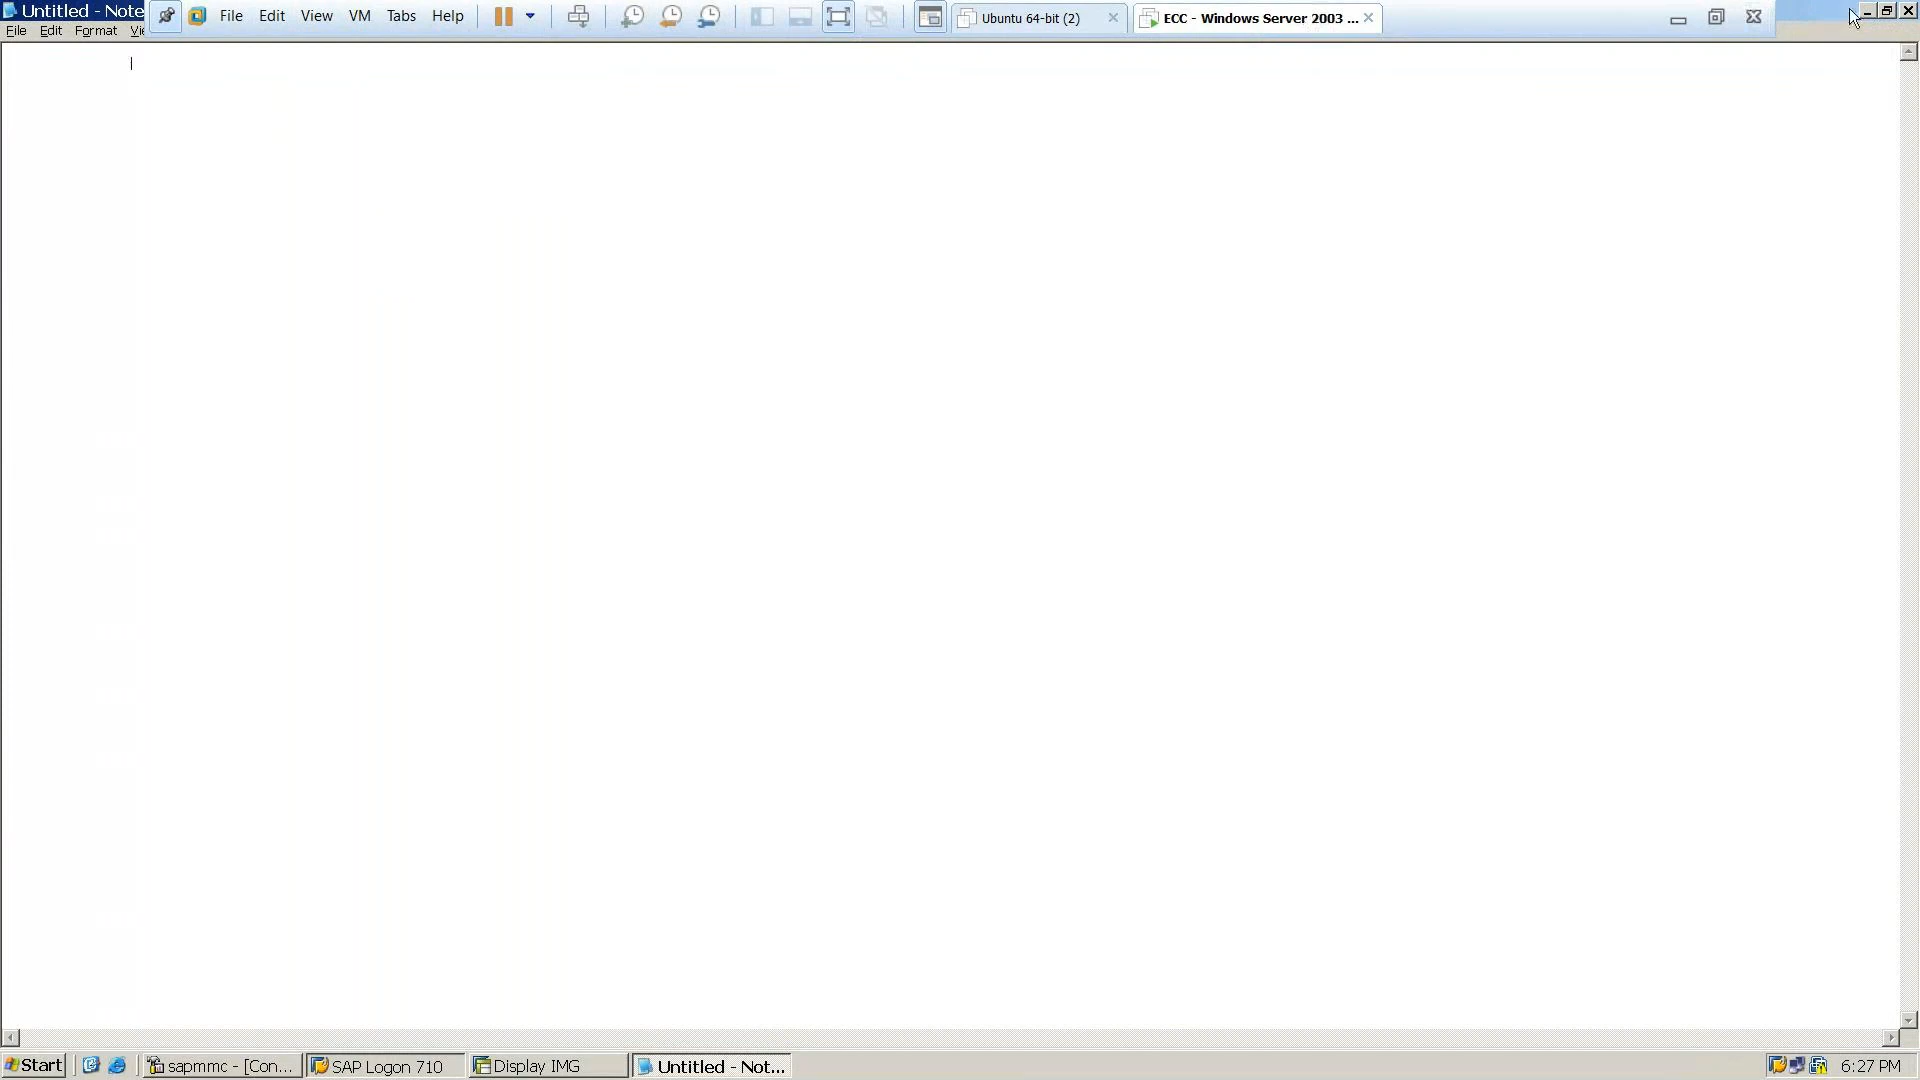 Untitled - Note
File Edit View VM Tabs Help
Ubuntu 64-bit (2)
ECC - Windows Server 2003 ...
File Edit Format
Start
sapmmc - [Con...
SAP Logon 710
Display IMG
Untitled - Not...
6:27 PM